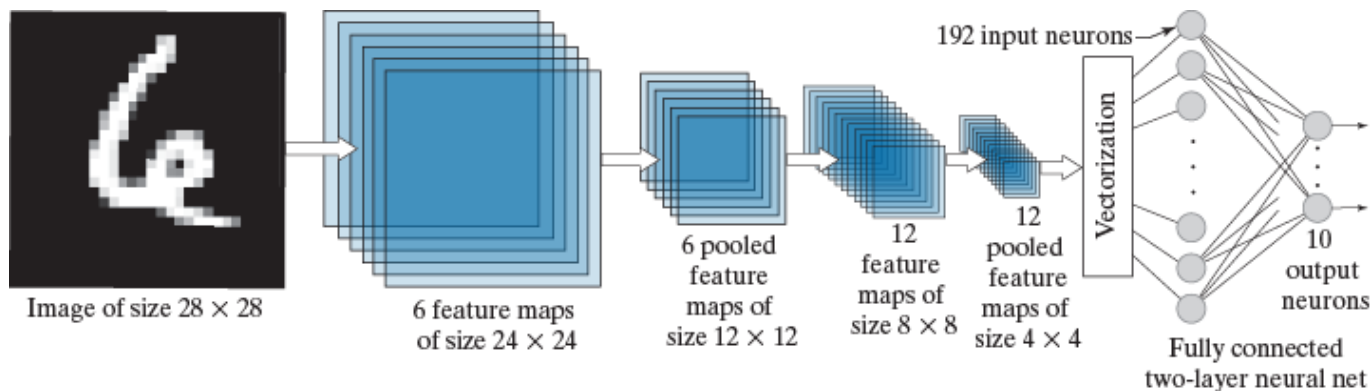 192 input neurons
Vectorization
Image of size 28 × 28
6 feature maps
of size 24 × 24
6 pooled
feature
maps of
size 12 × 12
12
feature
maps of
size 8 × 8
12
pooled
feature
maps of
size 4 × 4
10
output
neurons
Fully connected
two-layer neural net